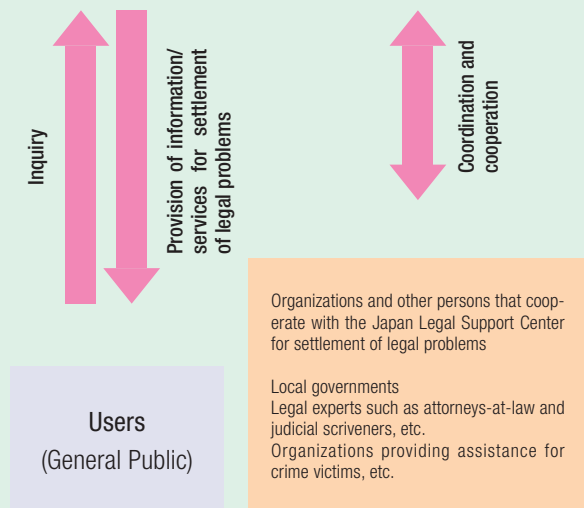 Inquiry
Provision of information/
services for settlement
of legal problems
Coordination and
cooperation
Users
(General Public)
Organizations and other persons that coop-
erate with the Japan Legal Support Center
for settlement of legal problems
Local governments
Legal experts such as attorneys-at-law and
judicial scriveners, etc.
Organizations providing assistance for
crime victims, etc.